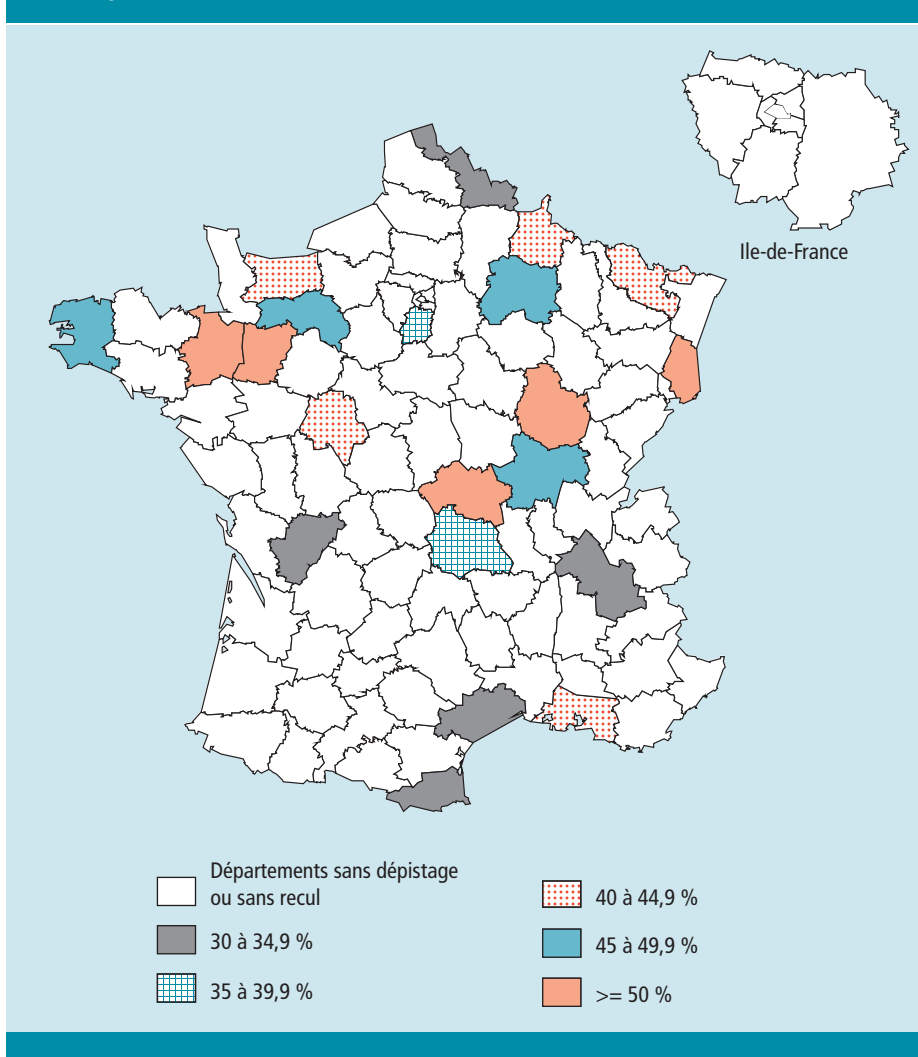 Ile-de-France
Départements sans dépistage
ou sans recul
30 à 34,9 %
35 à 39,9 %
40 à 44,9 %
45 à 49,9 %
>= 50 %